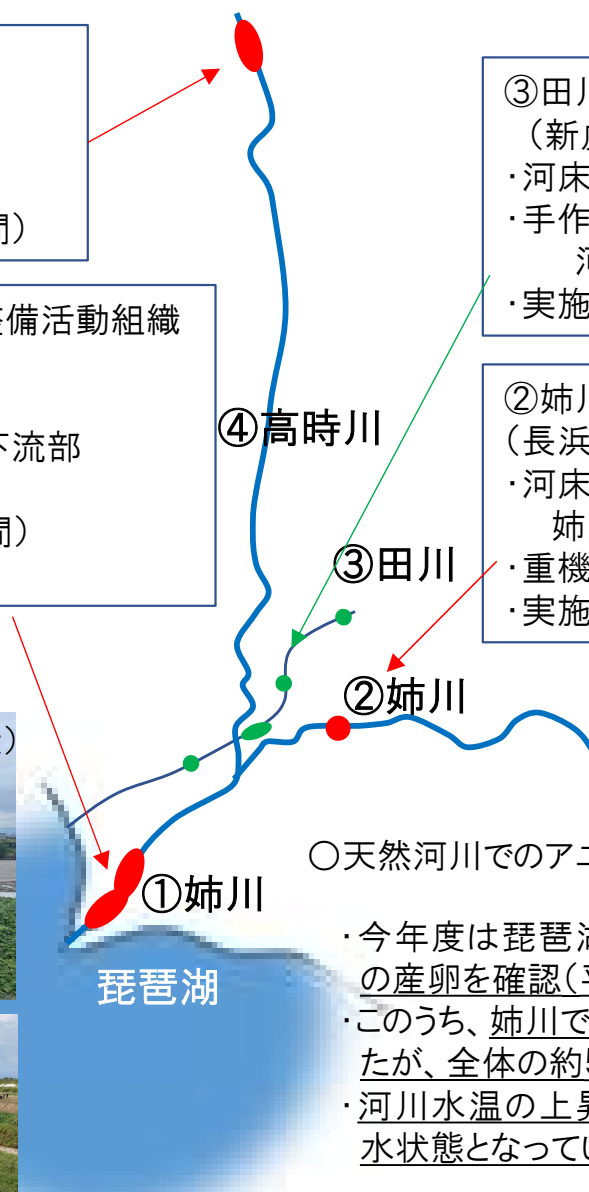 間）
備活動組織
下流部
間）
③田川
（新
・河床
・手作
河
・実施
②姉川
（長浜
・河床
姉
・重機
・実施
④高時川
③田川
②姉川
①姉川
琵琶湖
○天然河川でのアユ
・今年度は琵琶湖
の産卵を確認（
・このうち、姉川で
たが、全体の約
・河川水温の上昇
水状態となってい